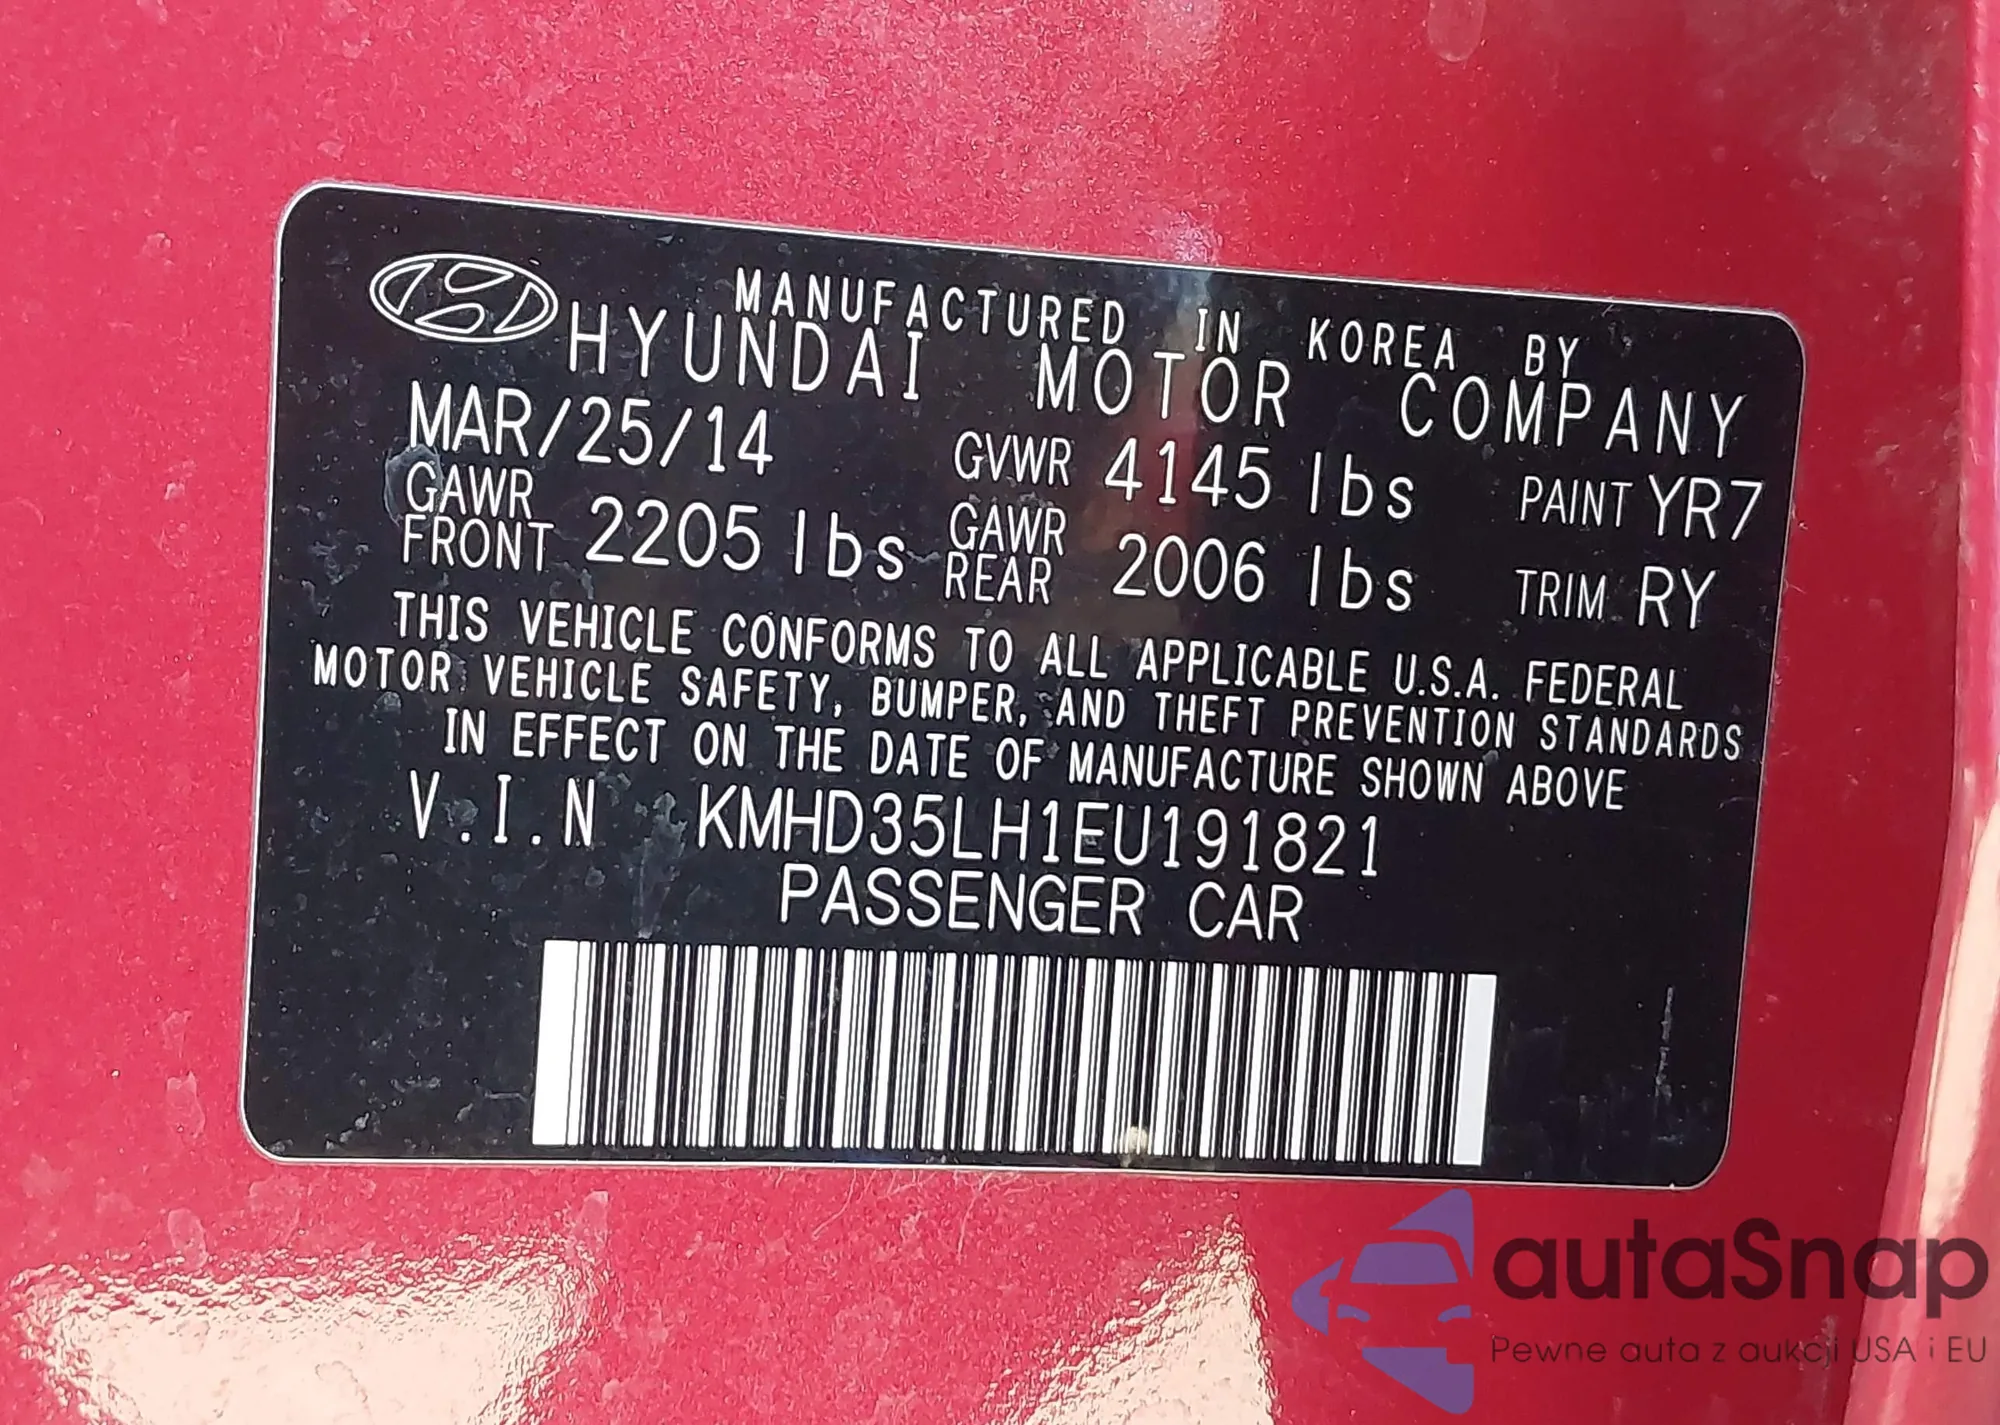 MANUFACTURED IN KOREA BY
HYUNDAI MOTOR COMPANY
MAR/25/14 GVWR 4145 lbs PAINT YR7
GAWR FRONT 2205 lbs GAWR REAR 2006 lbs TRIM RY
THIS VEHICLE CONFORMS TO ALL APPLICABLE U.S.A. FEDERAL
MOTOR VEHICLE SAFETY, BUMPER, AND THEFT PREVENTION STANDARDS
IN EFFECT ON THE DATE OF MANUFACTURE SHOWN ABOVE
V.I.N KMHD35LH1EU191821
PASSENGER CAR
autaSnap
Pewne auta z aukcji USA i EU